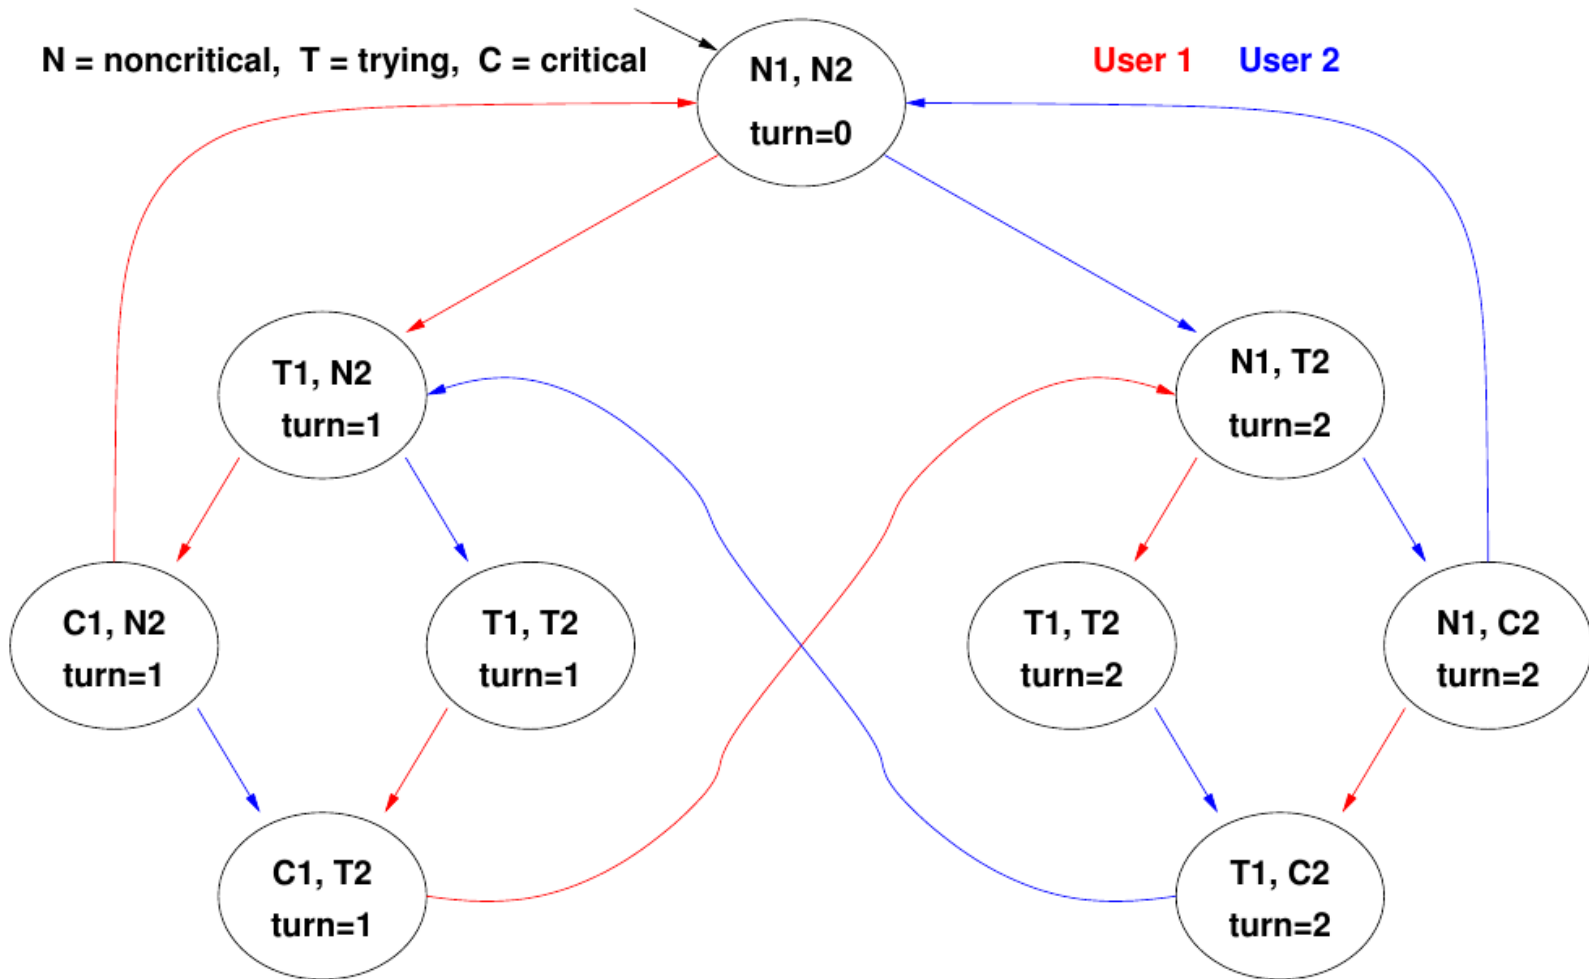 N = noncritical, T = trying, C = critical
User 1 User 2
N1, N2
turn=0
T1, N2
turn=1
N1, T2
turn=2
C1, N2
turn=1
T1, T2
turn=1
T1, T2
turn=2
N1, C2
turn=2
C1, T2
turn=1
T1, C2
turn=2